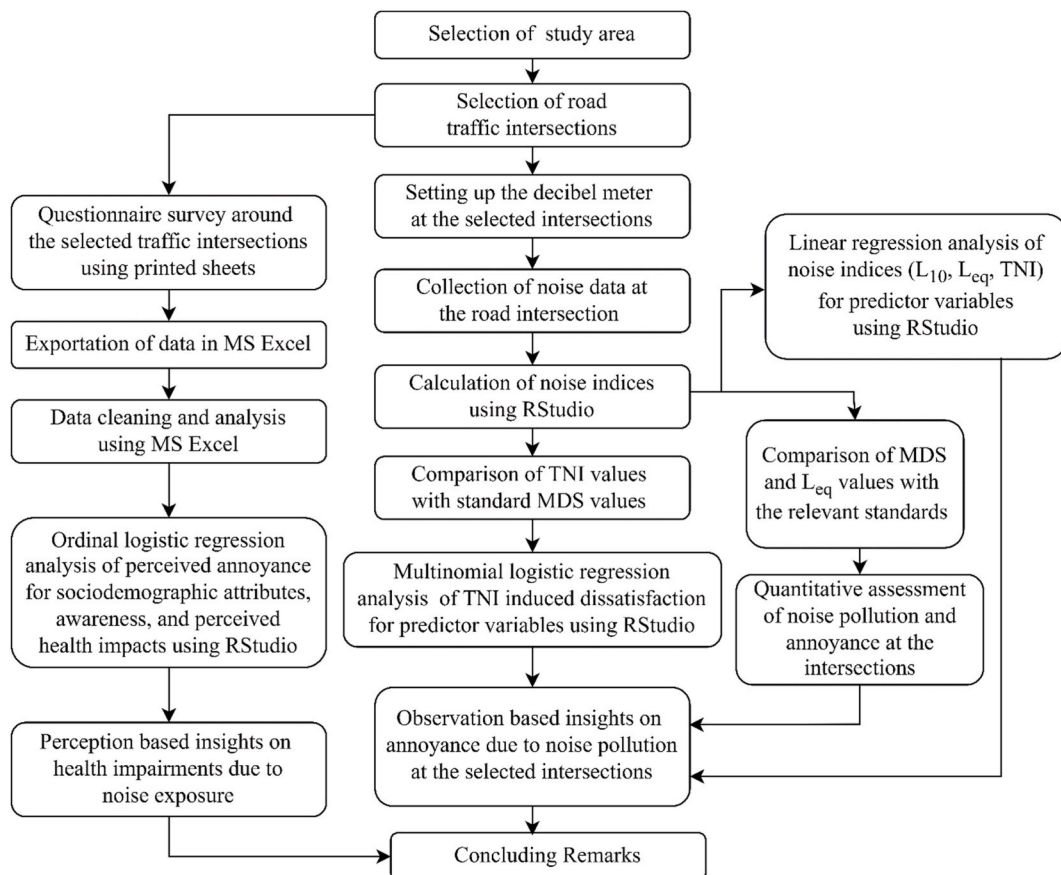 Selection of study area
Selection of road
traffic intersections
Setting up the decibel meter
at the selected intersections
Collection of noise data at
the road intersection
Calculation of noise indices
using RStudio
Comparison of TNI values
with standard MDS values
Multinomial logistic regression
analysis of TNI induced dissatisfaction
for predictor variables using RStudio
Observation based insights on
annoyance due to noise pollution
at the selected intersections
Questionnaire survey around
the selected traffic intersections
using printed sheets
Exportation of data in MS Excel
Data cleaning and analysis
using MS Excel
Ordinal logistic regression
analysis of perceived annoyance
for sociodemographic attributes,
awareness, and perceived
health impacts using RStudio
Perception based insights on
health impairments due to
noise exposure
Linear regression analysis of
noise indices (L10, Leq, TNI)
for predictor variables
using RStudio
Comparison of MDS
and Leq values with
the relevant standards
Quantitative assessment
of noise pollution and
annoyance at the
intersections
Concluding Remarks